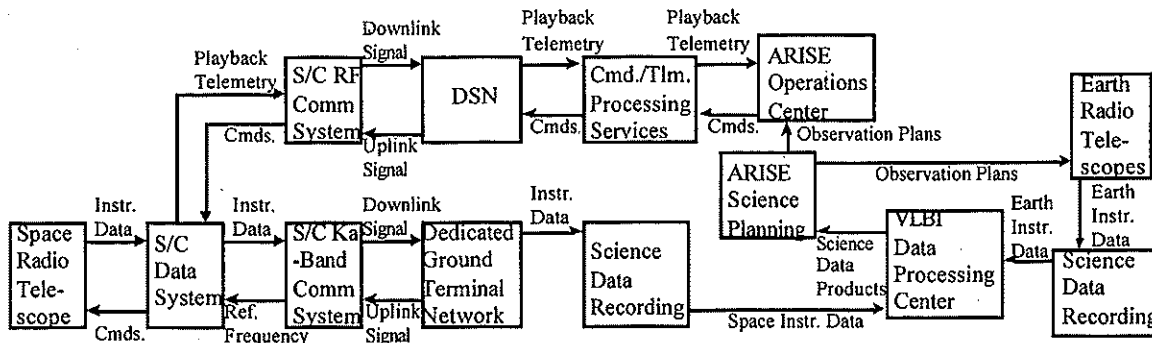 Playback
Telemetry
Downlink
Signal
S/C RF
Comm
System
Cmds.
Uplink
Signal
DSN
Playback
Telemetry
Cmds.
Cmd./Tlm.
Processing
Services
Playback
Telemetry
Cmds.
ARISE
Operations
Center
Observation Plans
ARISE
Science
Planning
Observation Plans
Earth
Radio
Tele-
scopes
Earth
Instr.
Data
Space
Radio
Tele-
scope
Instr.
Data
Cmds.
S/C
Data
System
Instr.
Data
Ref.
Frequency
S/C Ka
-Band
Comm
System
Downlink
Signal
Uplink
Signal
Dedicated
Ground
Terminal
Network
Instr.
Data
Science
Data
Recording
Space Instr. Data
Science
Data
Products
VLBI
Data
Processing
Center
Earth
Instr.
Data
Science
Data
Recording